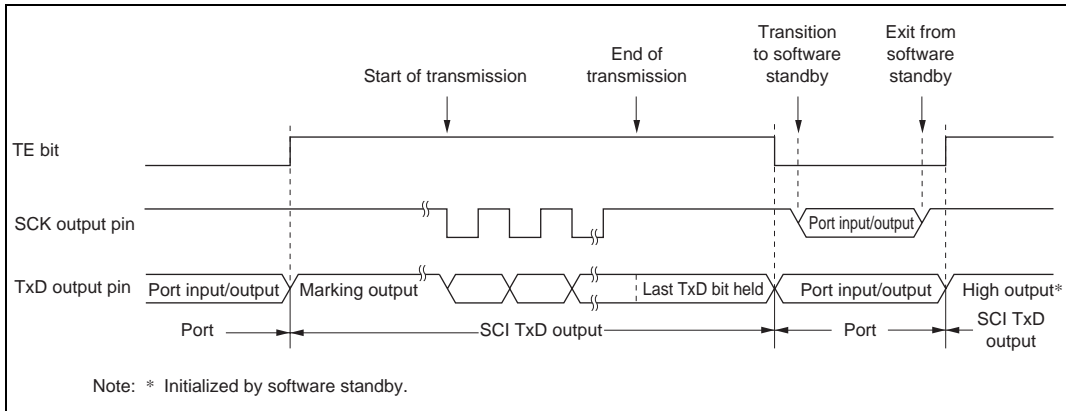 Start of transmission
End of
transmission
Transition
to software
standby
Exit from
software
standby
TE bit
SCK output pin
Port input/output
TxD output pin
Port input/output
Marking output
Last TxD bit held
Port input/output
High output*
Port
SCI TxD output
Port
SCI TxD
output
Note: * Initialized by software standby.